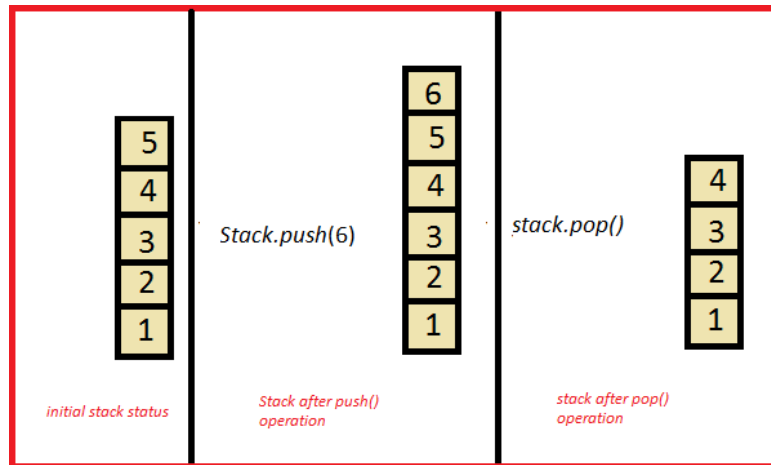 5
4
3
2
1
initial stack status
Stack.push(6)
6
5
4
3
2
1
Stack after push()
operation
stack.pop()
4
3
2
1
stack after pop()
operation